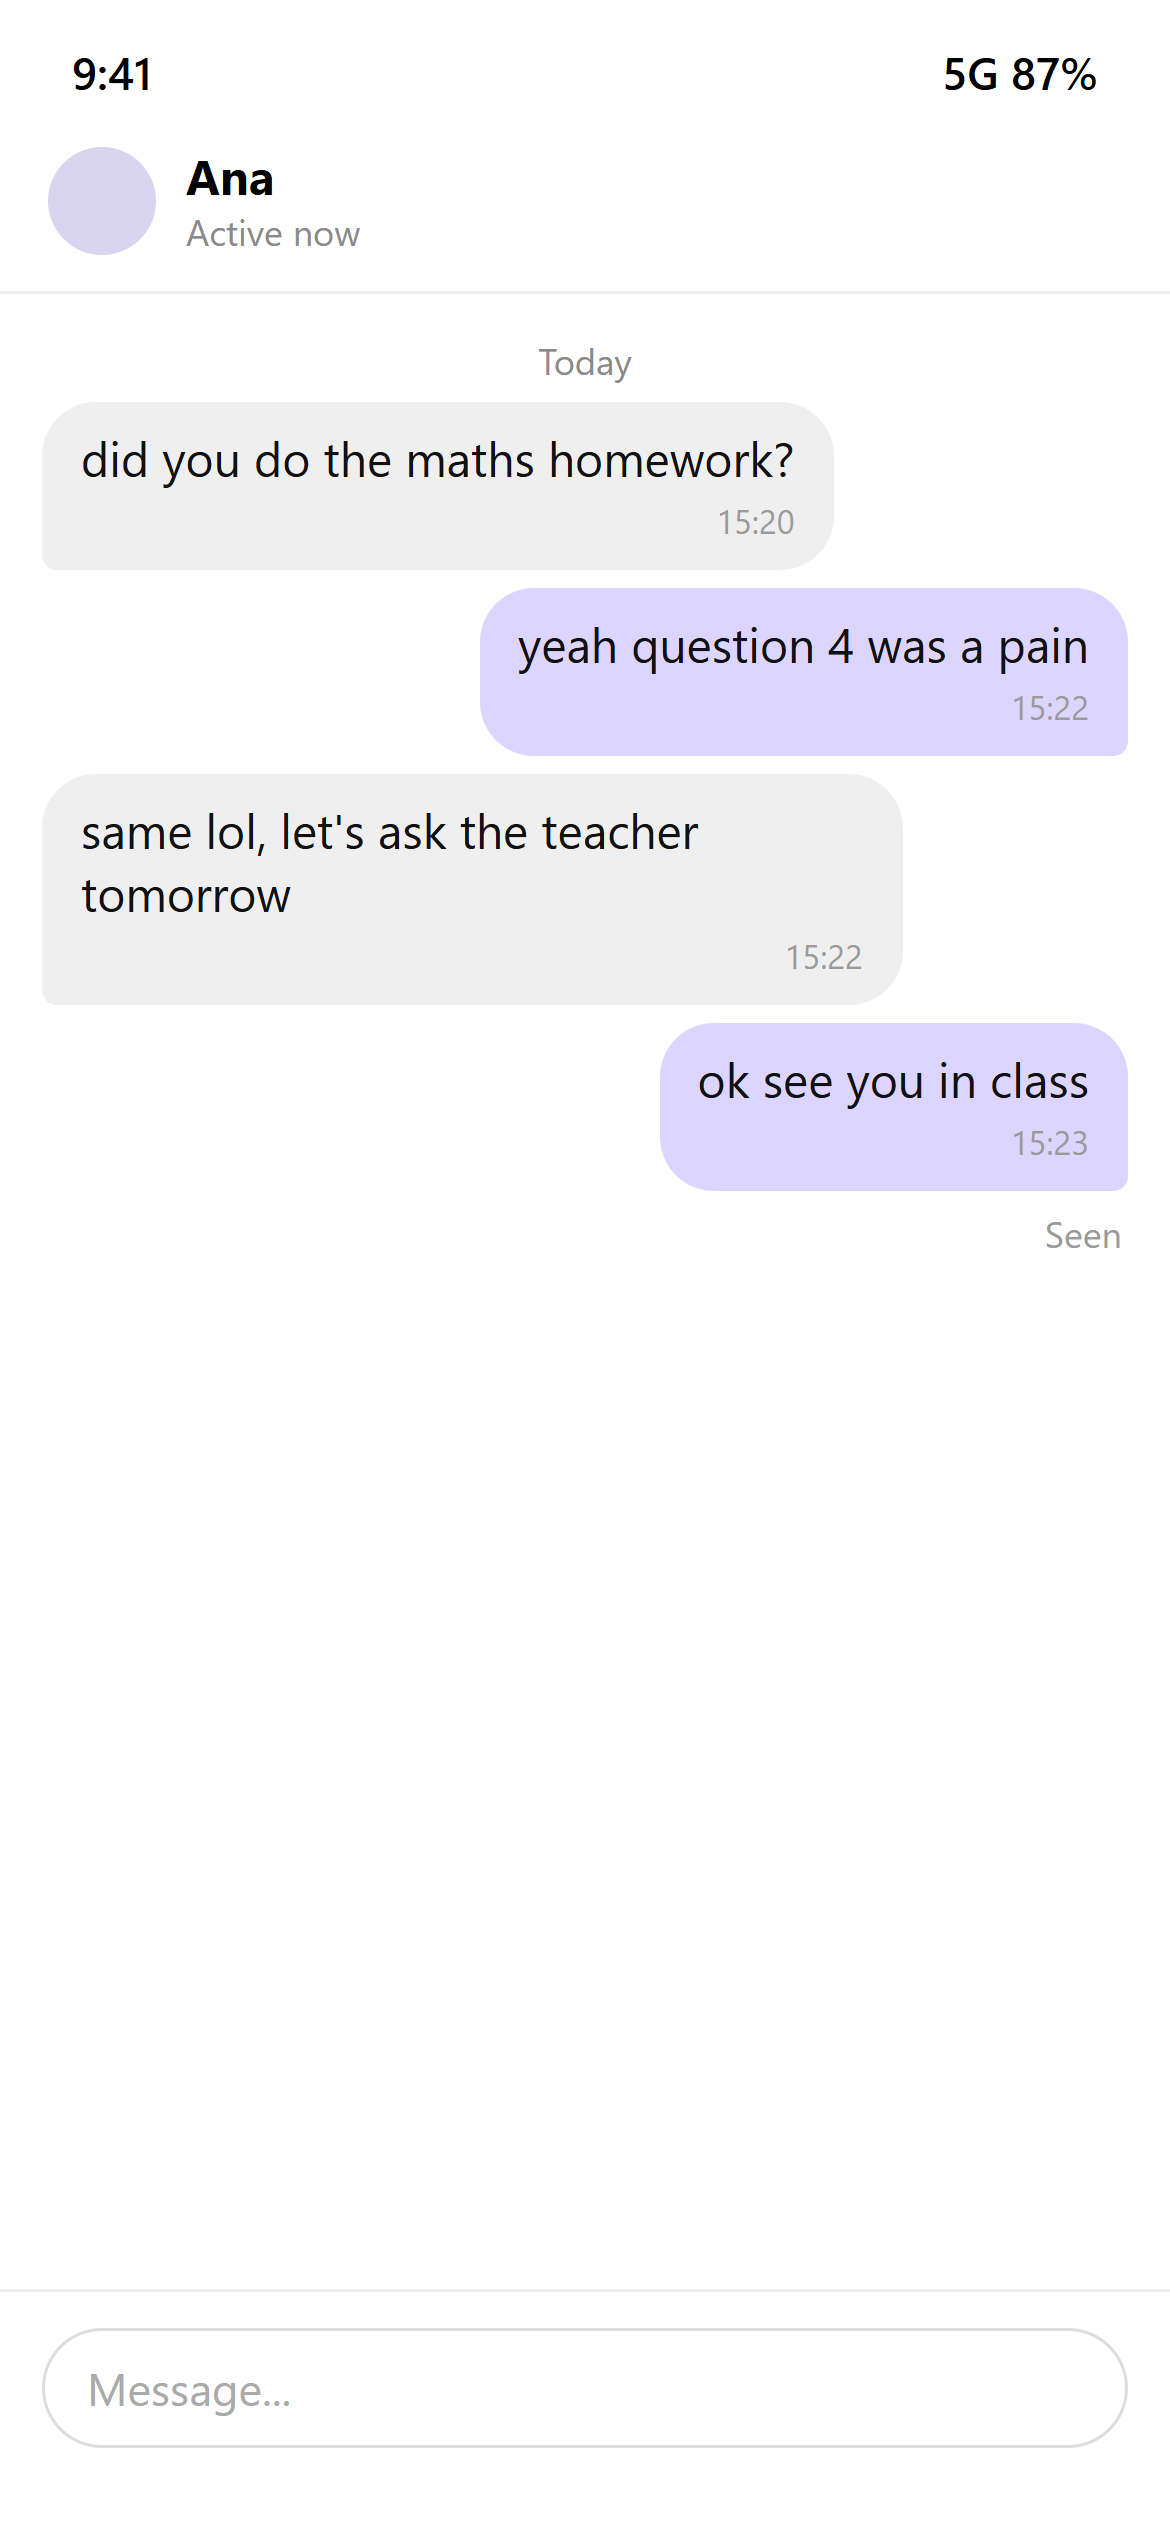 9:41 5G 87%
Ana
Active now
Today
did you do the maths homework?
15:20
yeah question 4 was a pain
15:22
same lol, let's ask the teacher
tomorrow
15:22
ok see you in class
15:23
Seen
Message...